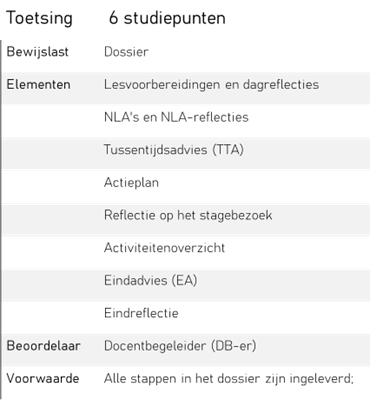 Toetsing 6 studiepunten
Bewijslast Dossier
Elementen Lesvoorbereidingen en dagreflecties
NLA's en NLA-reflecties
Tussentijdsadvies (TTA)
Actieplan
Reflectie op het stagebezoek
Activiteitenoverzicht
Eindadvies (EA)
Eindreflectie
Beoordelaar Docentbegeleider (DB-er)
Voorwaarde Alle stappen in het dossier zijn ingeleverd;